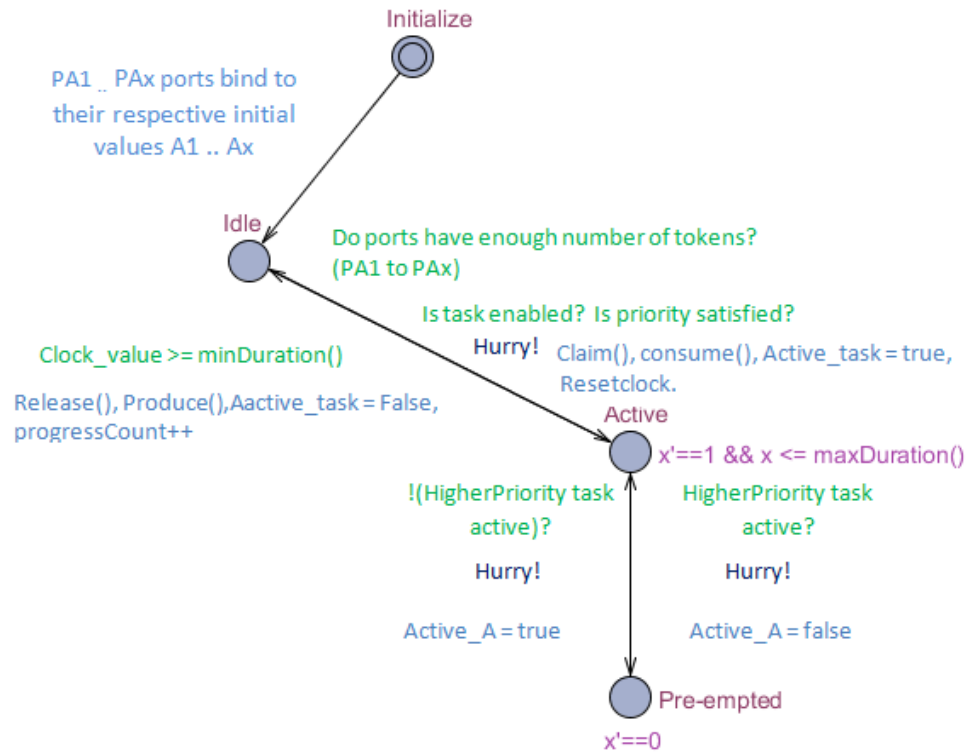 Initialize
PA1 .. PAx ports bind to
their respective initial
values A1 .. Ax
Idle
Do ports have enough number of tokens?
(PA1 to PAx)
Is task enabled? Is priority satisfied?
Hurry!
Clock_value >= minDuration()
Claim(), consume(), Active_task = true,
Resetclock.
Release(), Produce(),Aactive_task = False,
progressCount++
Active
x'==1 && x <= maxDuration()
!(HigherPriority task
active)?
HigherPriority task
active?
Hurry!
Hurry!
Active_A = true
Active_A = false
Pre-empted
x'==0